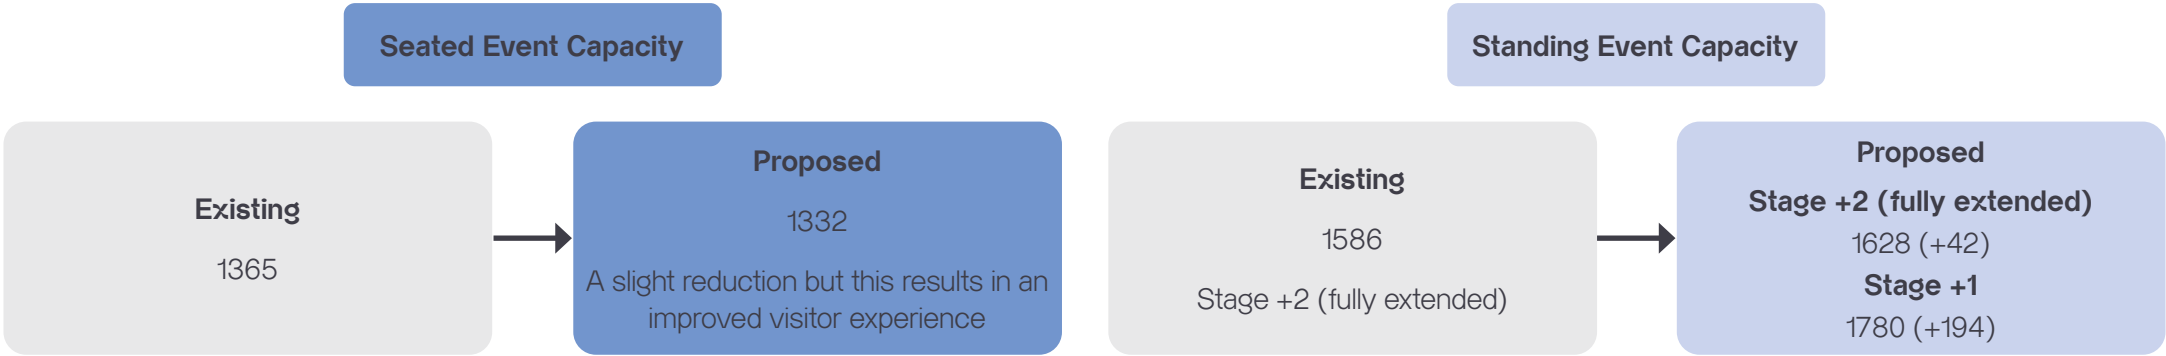 Seated Event Capacity
Existing
1365
Proposed
1332
A slight reduction but this results in an
improved visitor experience
Standing Event Capacity
Existing
1586
Stage +2 (fully extended)
Proposed
Stage +2 (fully extended)
1628 (+42)
Stage +1
1780 (+194)